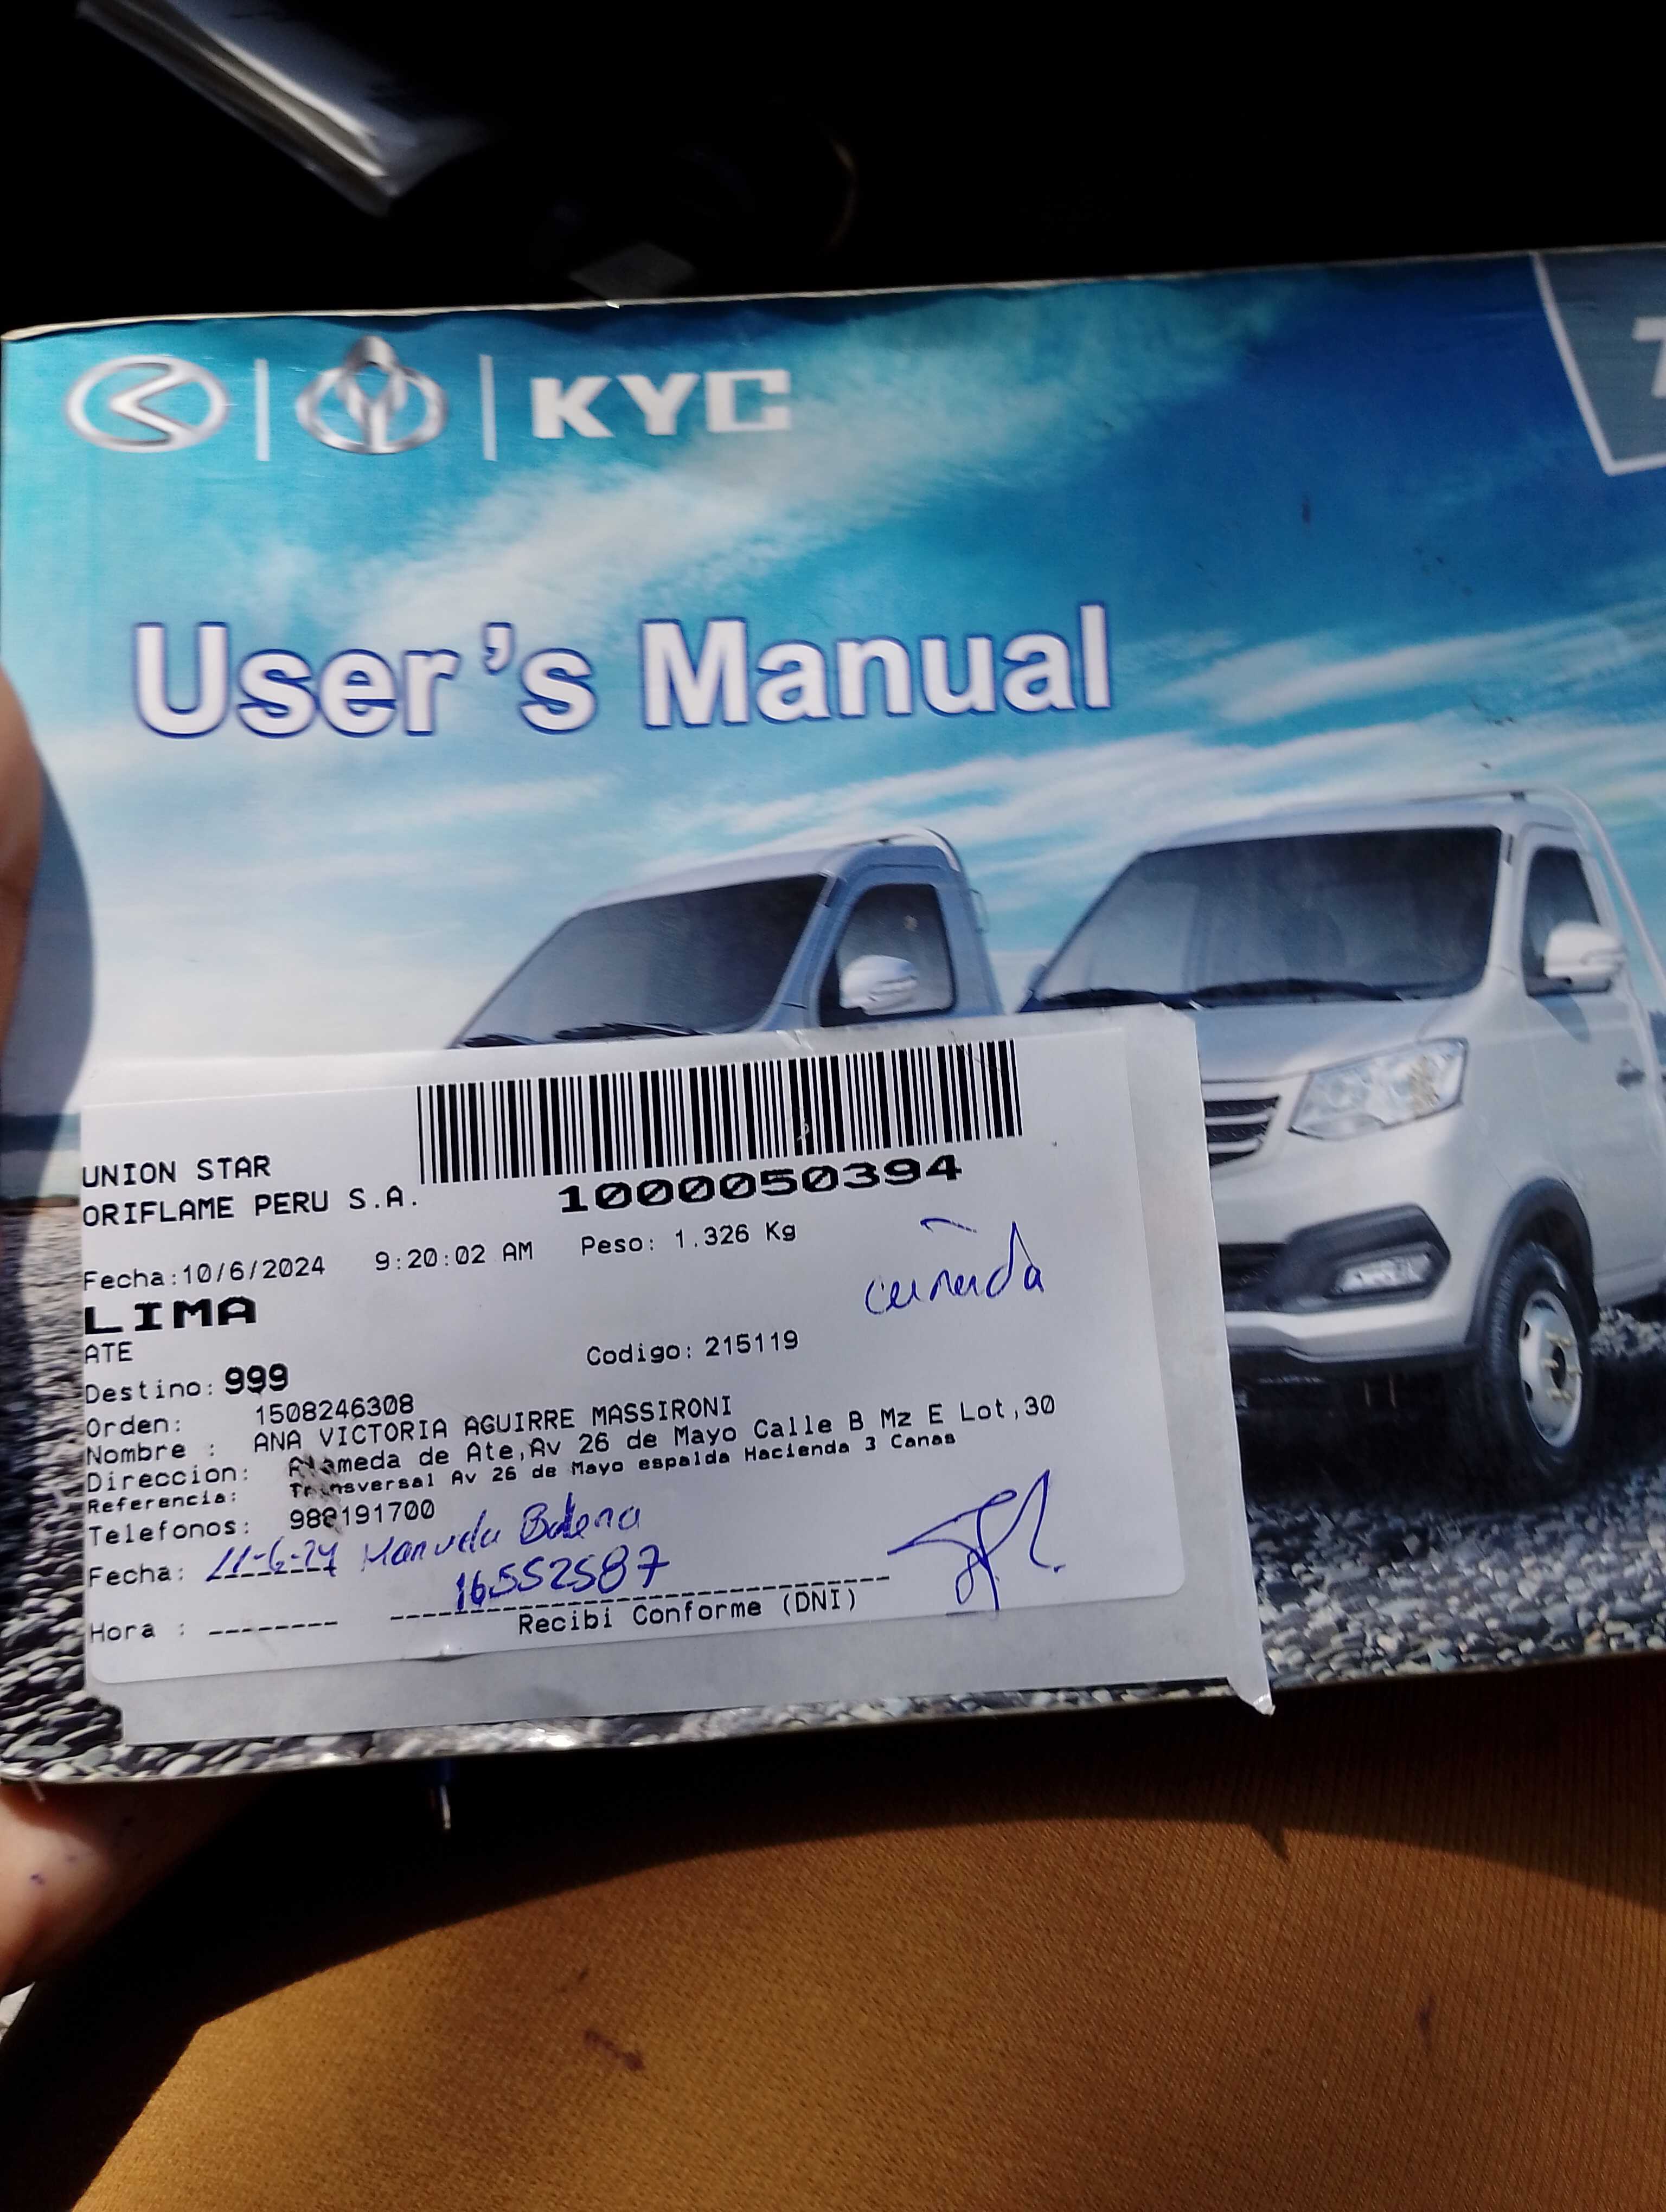 KYC
T
User's Manual
UNION STAR
ORIFLAME PERU S.A.
1000050394
Fecha:10/6/2024 9:20:02 AM Peso: 1.326 Kg
LIMA
cuñada
ATE
Codigo: 215119
Destino: 999
Orden: 1508246308
Nombre : ANA VICTORIA AGUIRRE MASSIRONI
Direccion: Alameda de Ate,Av 26 de Mayo Calle B Mz E Lot,30
Referencia: Transversal Av 26 de Mayo espalda Hacienda 3 Canas
Telefonos: 988191700
Fecha: 11-6-24 Manuela
16552587
Hora :
Recibi Conforme (DNI)